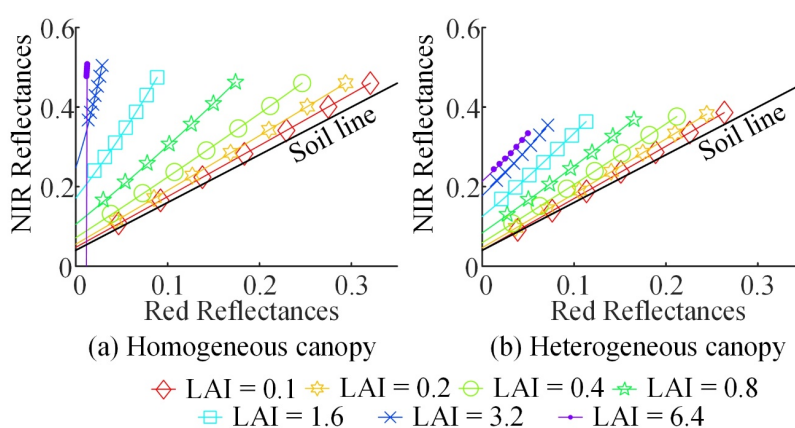 0.6
0.4
0.2
0
NIR Reflectances
Soil line
0 0.1 0.2 0.3
Red Reflectances
(a) Homogeneous canopy
0.6
0.4
0.2
0
NIR Reflectances
Soil line
0 0.1 0.2 0.3
Red Reflectances
(b) Heterogeneous canopy
LAI = 0.1 LAI = 0.2 LAI = 0.4 LAI = 0.8
LAI = 1.6 LAI = 3.2 LAI = 6.4